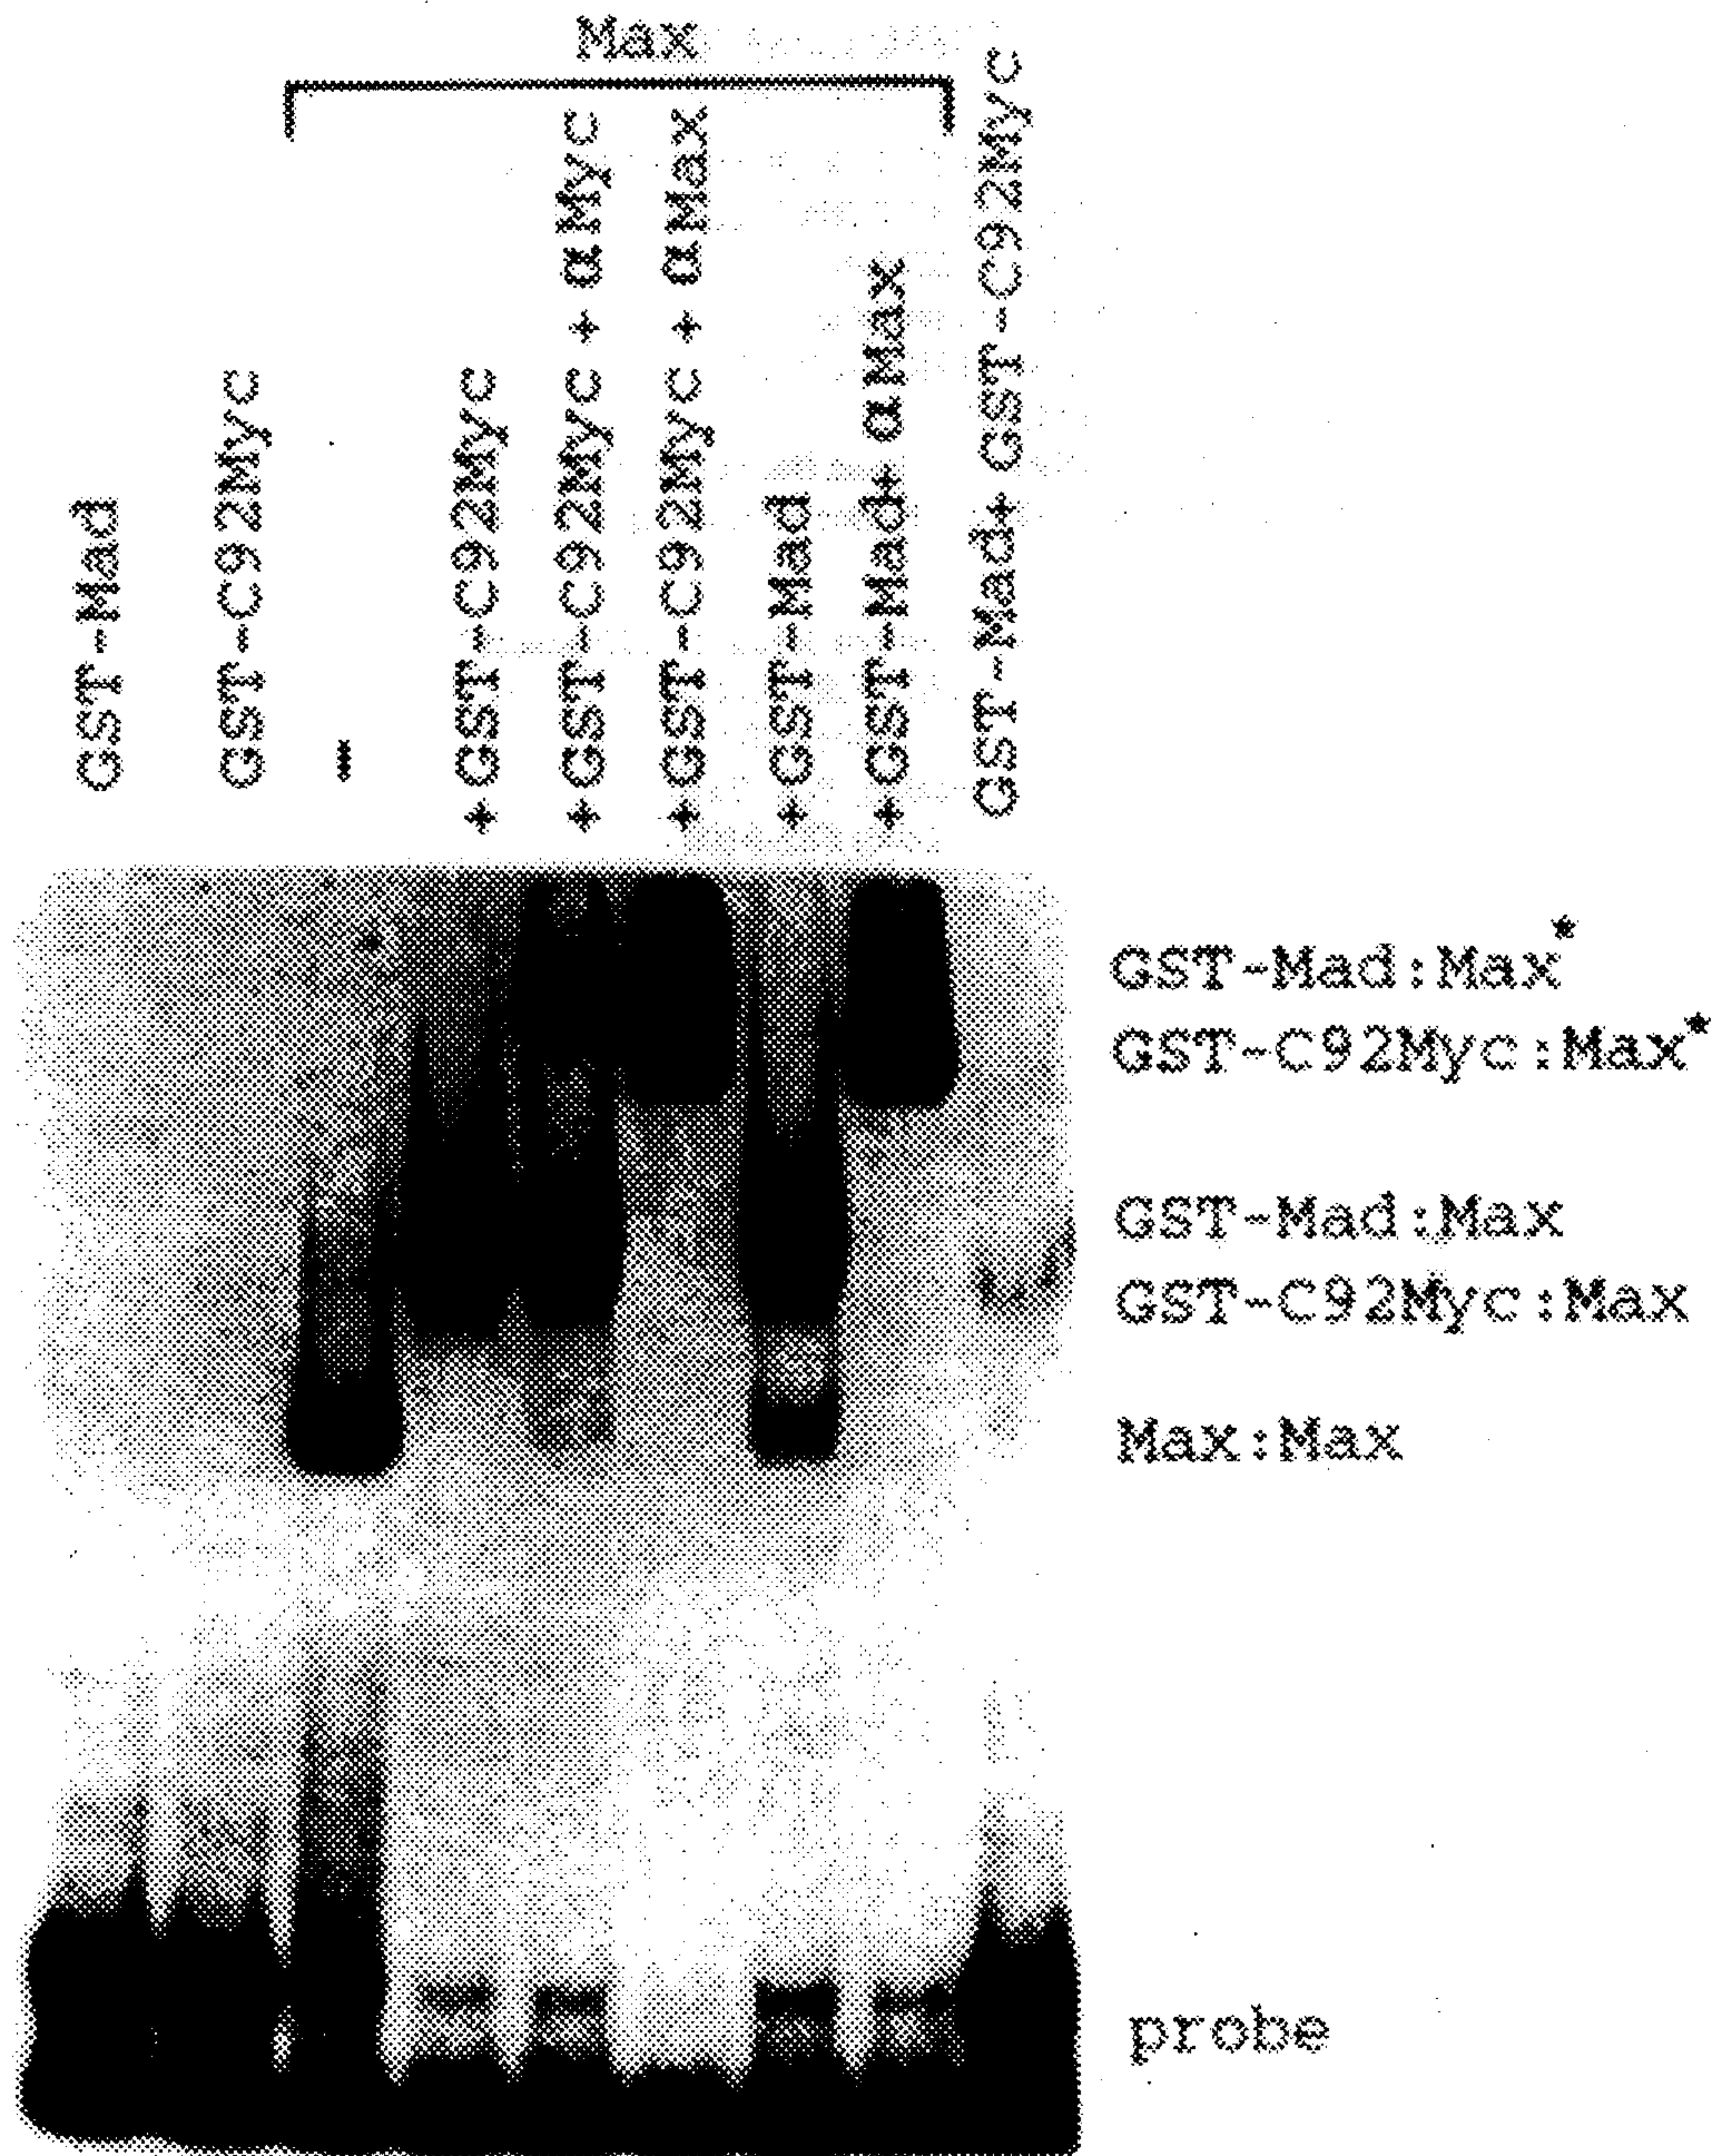 Max
GST-Mad
GST-C92Myc
-
+GST-C92Myc
+GST-C92Myc + αMyc
+GST-C92Myc + αMax
+GST-Mad
+GST-Mad+ αMax
GST-Mad+ GST-C92Myc
GST-Mad:Max*
GST-C92Myc:Max*
GST-Mad:Max
GST-C92Myc:Max
Max:Max
probe